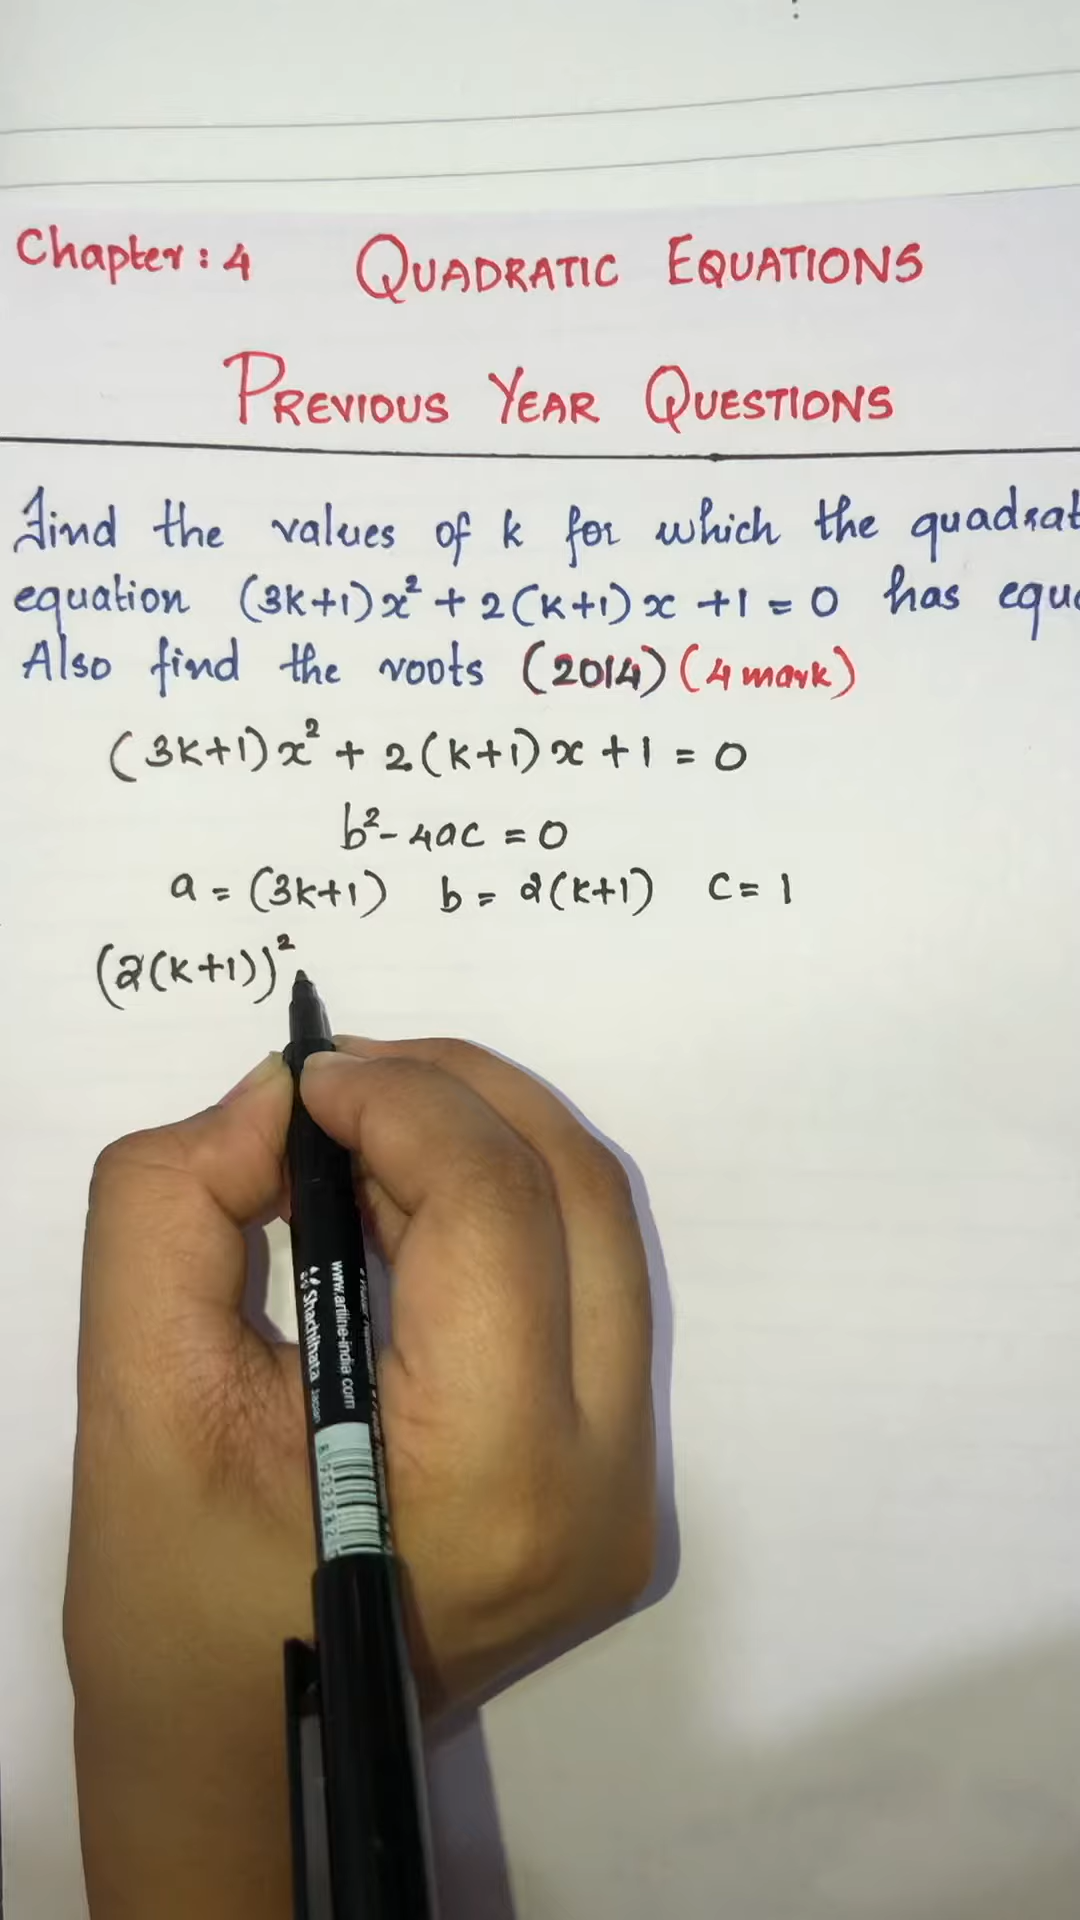 Chapter : 4 QUADRATIC EQUATIONS
PREVIOUS YEAR QUESTIONS
Find the values of k for which the quadrat
equation (3k+1)x² + 2(k+1)x +1 = 0 has equa
Also find the roots (2014) (4 mark)
(3k+1)x² + 2(k+1)x +1 = 0
b²- 4ac = 0
a = (3k+1) b = 2(k+1) c = 1
(2(k+1))²
www.artline-india.com
Shachihata Japan